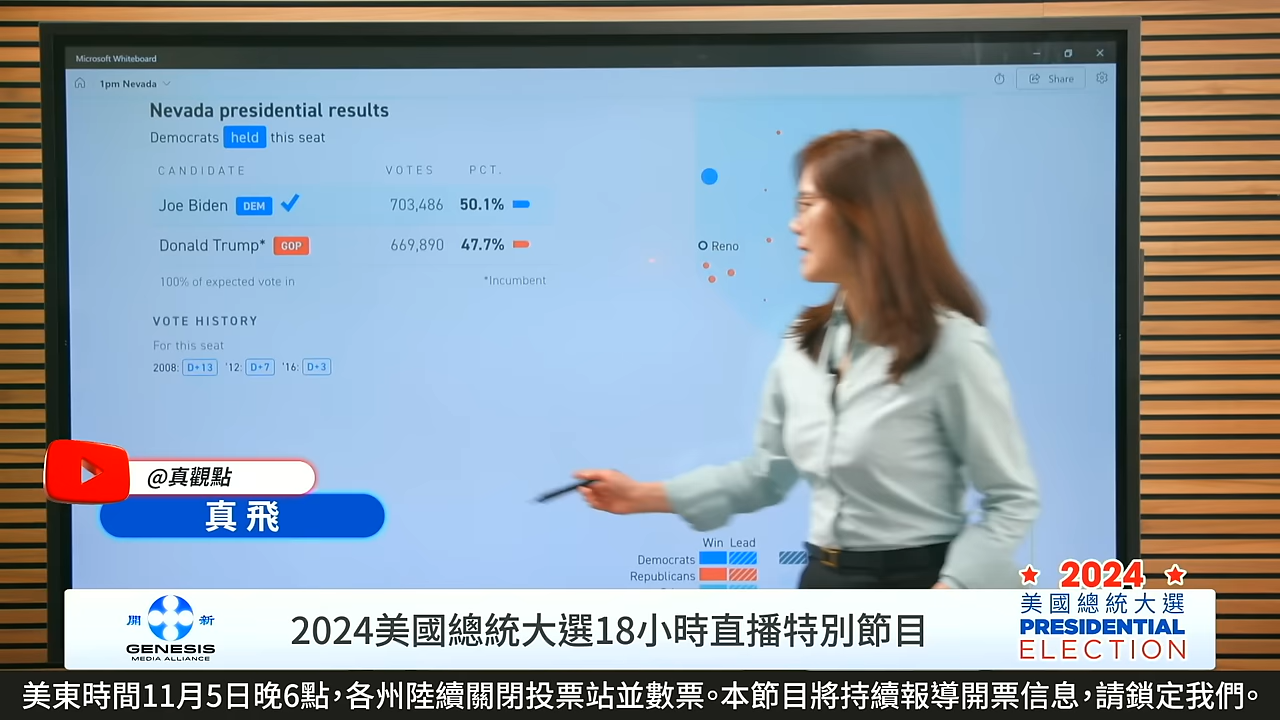 Microsoft Whiteboard
1pm Nevada
Share
Nevada presidential results
Democrats held this seat
CANDIDATE VOTES PCT.
Joe Biden DEM 703,486 50.1%
Donald Trump* GOP 669,890 47.7%
100% of expected vote in *Incumbent
VOTE HISTORY
For this seat
2008: D+13 '12: D+7 '16: D+3
Reno
Win Lead
Democrats
Republicans
@真觀點
真飛
開新
GENESIS
MEDIA ALLIANCE
2024美國總統大選18小時直播特別節目
2024
美國總統大選
PRESIDENTIAL
ELECTION
美東時間11月5日晚6點,各州陸續關閉投票站並數票。本節目將持續報導開票信息,請鎖定我們。